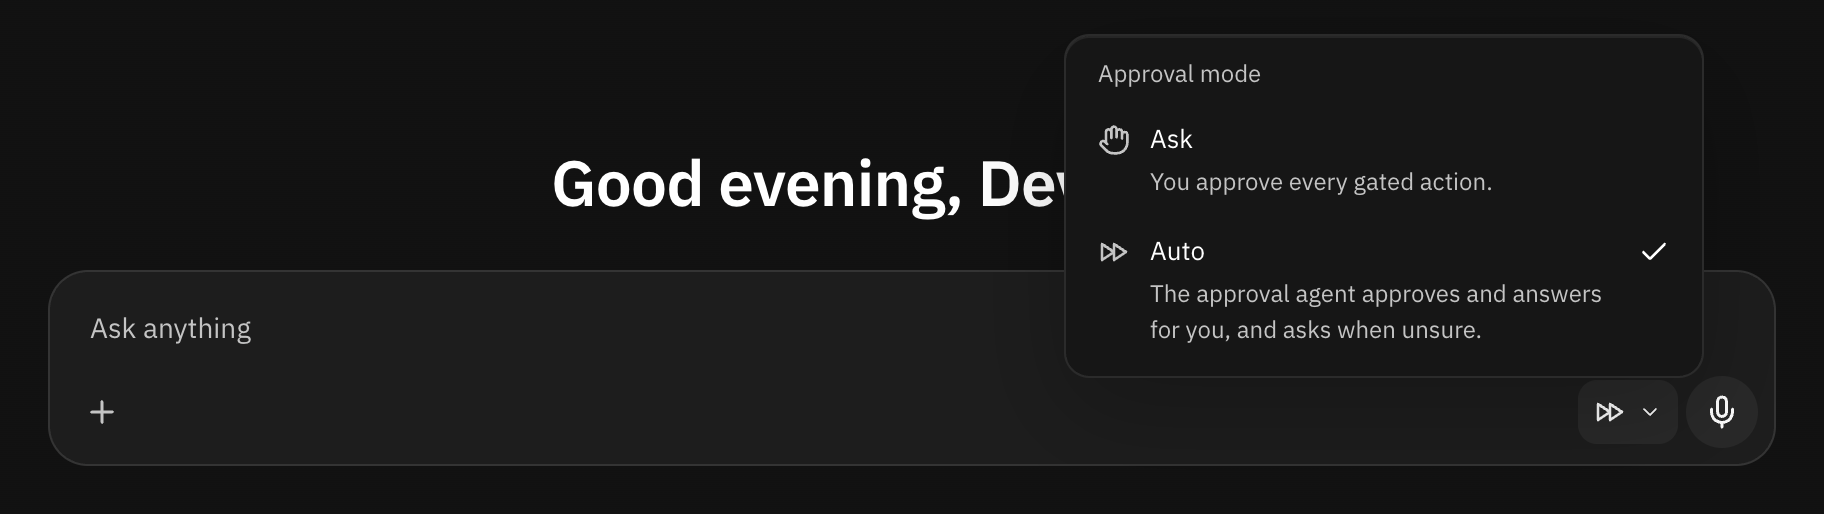 Approval mode
Ask
You approve every gated action.
Good evening,
Auto
The approval agent approves and answers
for you, and asks when unsure.
Ask anything